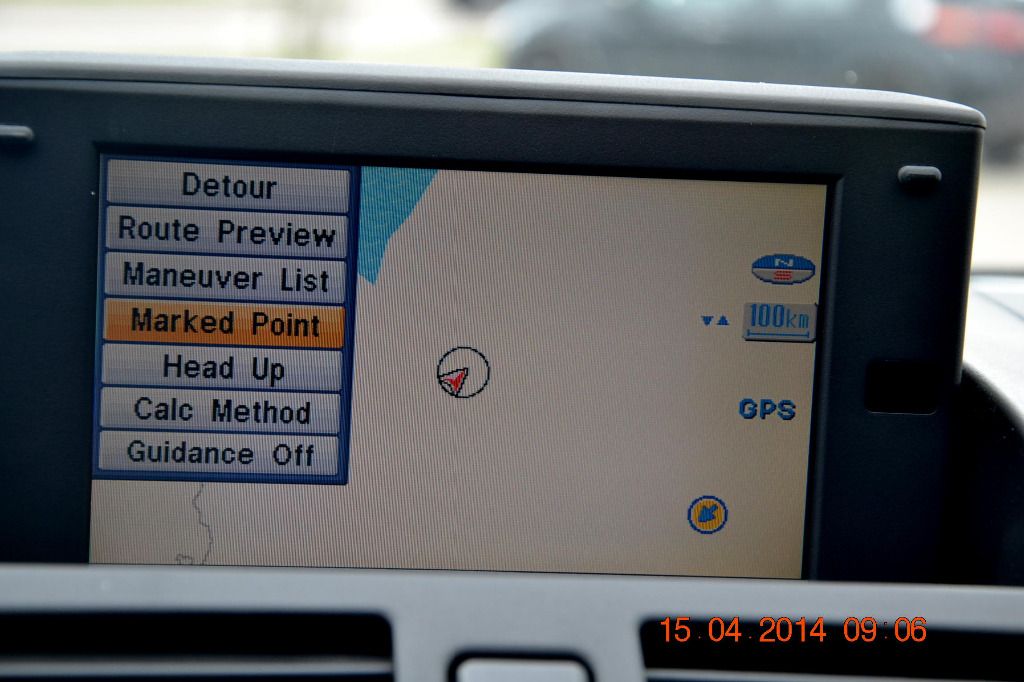 Detour
Route Preview
Maneuver List
Marked Point
Head Up
Calc Method
Guidance Off
N
100km
GPS
15 04 2014 09:06